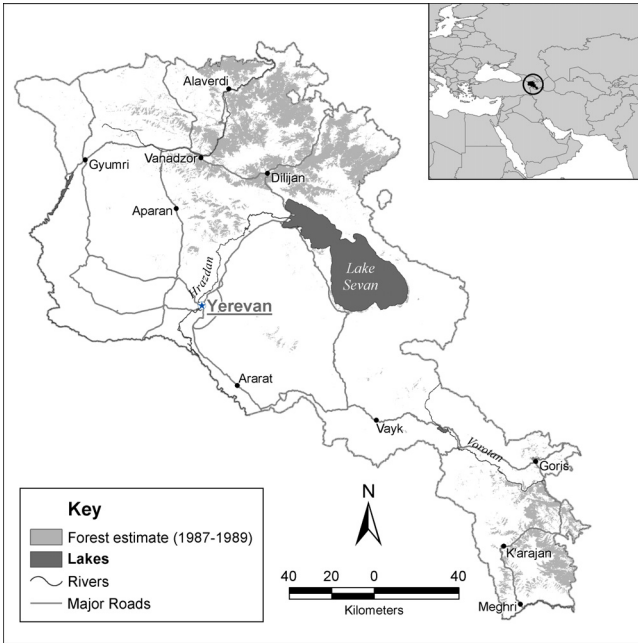 Alaverdi
Vanadzor
Gyumri
Dilijan
Aparan
Hrazdan
Lake
Sevan
Yerevan
Ararat
Vayk
Vorotan
Goris
Key
Forest estimate (1987-1989)
Lakes
Rivers
Major Roads
N
40 20 0 40
Kilometers
K'arajan
Meghri